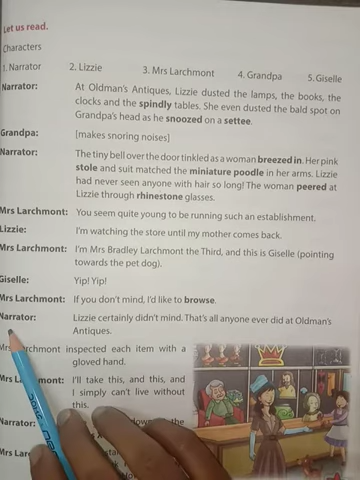 Let us read.
Characters
1. Narrator 2. Lizzie 3. Mrs Larchmont 4. Grandpa 5. Giselle
Narrator: At Oldman's Antiques, Lizzie dusted the lamps, the books, the
clocks and the spindly tables. She even dusted the bald spot on
Grandpa's head as he snoozed on a settee.
Grandpa: [makes snoring noises]
Narrator: The tiny bell over the door tinkled as a woman breezed in. Her pink
stole and suit matched the miniature poodle in her arms. Lizzie
had never seen anyone with hair so long! The woman peered at
Lizzie through rhinestone glasses.
Mrs Larchmont: You seem quite young to be running such an establishment.
Lizzie: I'm watching the store until my mother comes back.
Mrs Larchmont: I'm Mrs Bradley Larchmont the Third, and this is Giselle (pointing
towards the pet dog).
Giselle: Yip! Yip!
Mrs Larchmont: If you don't mind, I'd like to browse.
Narrator: Lizzie certainly didn't mind. That's all anyone ever did at Oldman's
Antiques.
Mrs Larchmont inspected each item with a
gloved hand.
Mrs Larchmont: I'll take this, and this, and
I simply can't live without
this.
Narrator: the
Mrs